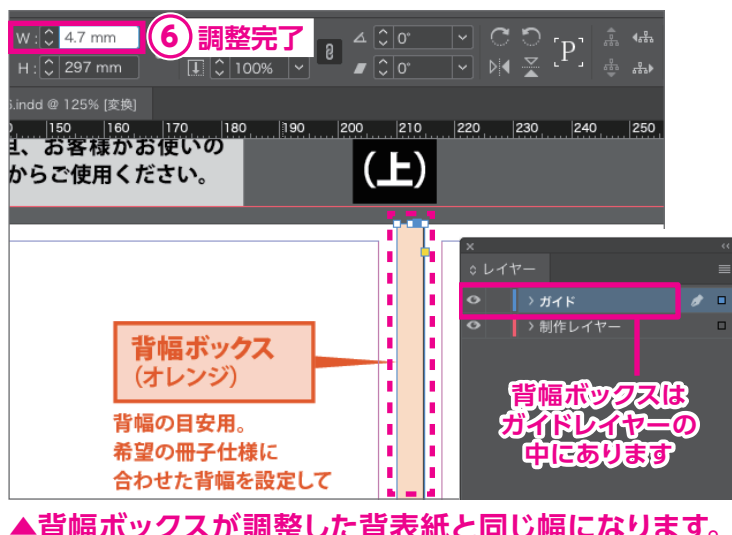 W : 4.7 mm
⑥ 調整完了
0°
H : 297 mm
100%
0°
P
.indd @ 125% [変換]
150 160 170 180 190 200 210 220 230 240 250
、お客様がお使いの
からご使用ください。
(上)
レイヤー
ガイド
制作レイヤー
背幅ボックス
(オレンジ)
背幅の目安用。
希望の冊子仕様に
合わせた背幅を設定して
背幅ボックスは
ガイドレイヤーの
中にあります
▲背幅ボックスが調整した背表紙と同じ幅になります。